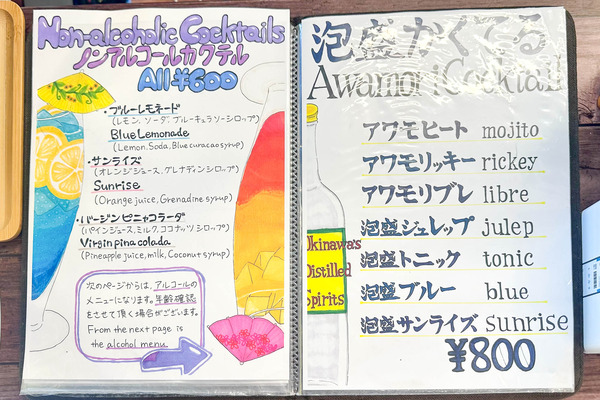 Non-alcoholic Cocktails
ノンアルコールカクテル
All ¥600
・ブルーレモネード
(レモン、ソーダ、ブルーキュラソーシロップ)
Blue Lemonade
(Lemon, Soda, Blue curacao syrup)
・サンライズ
(オレンジジュース、グレナディンシロップ)
Sunrise
(Orange juice, Grenadine syrup)
・バージンピニャコラーダ
(パインジュース、ミルク、ココナッツシロップ)
Virgin pina colada
(Pineapple juice, milk, Coconut syrup)
次のページからは、アルコールの
メニューになります。年齢確認
をさせて頂く場合がございます。
From the next page is
the alcohol menu.
泡盛かくてる
Awamori Cocktail
アワモヒート mojito
アワモリッキー rickey
アワモリブレ libre
泡盛ジュレップ julep
泡盛トニック tonic
泡盛ブルー blue
泡盛サンライズ sunrise
¥800
Okinawa's
Distilled
Spirits